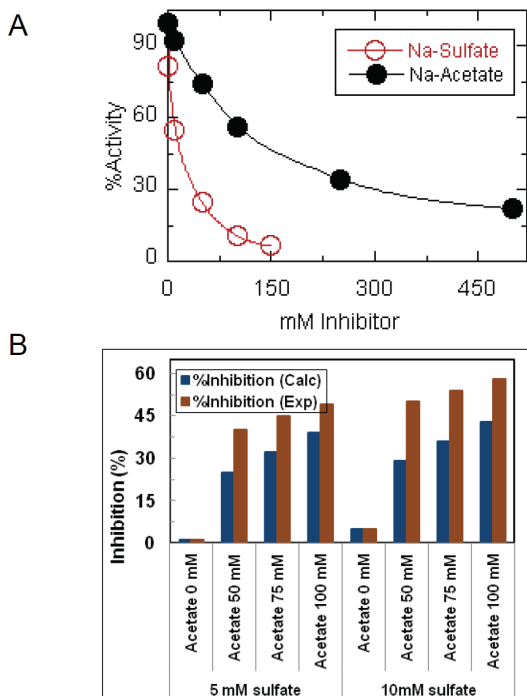 A
90
60
30
0
%Activity
Na-Sulfate
Na-Acetate
0
150
300
450
mM Inhibitor
B
60
45
30
15
0
Inhibition (%)
%Inhibition (Calc)
%Inhibition (Exp)
Acetate 0 mM
Acetate 50 mM
Acetate 75 mM
Acetate 100 mM
Acetate 0 mM
Acetate 50 mM
Acetate 75 mM
Acetate 100 mM
5 mM sulfate
10mM sulfate